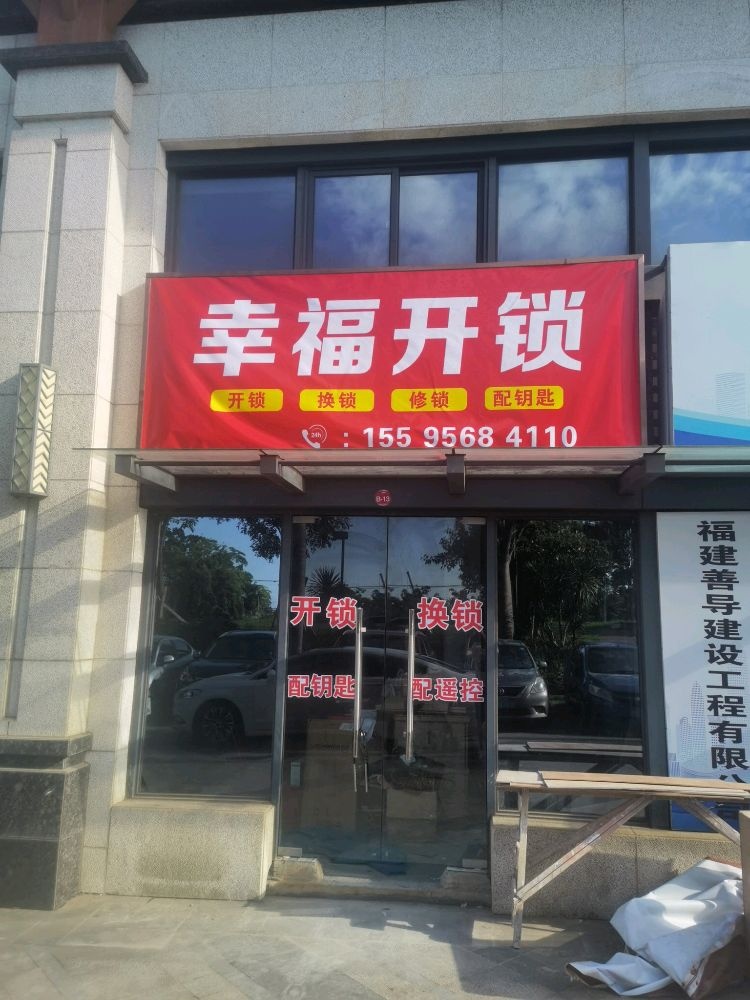 幸福开锁
开锁 换锁 修锁 配钥匙
24h : 155 9568 4110
B-13
开锁 换锁
配钥匙 配遥控
福建善导建设工程有限公